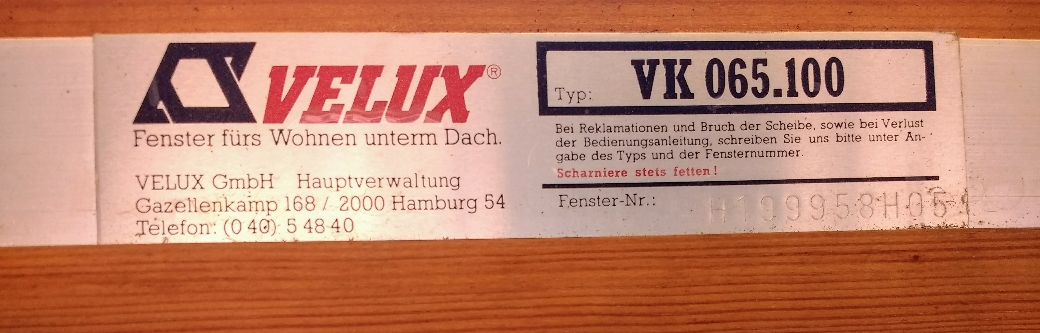 VELUX®
Fenster fürs Wohnen unterm Dach.
VELUX GmbH Hauptverwaltung
Gazellenkamp 168 / 2000 Hamburg 54
Telefon: (0 40) 5 48 40
Typ: VK 065.100
Bei Reklamationen und Bruch der Scheibe, sowie bei Verlust
der Bedienungsanleitung, schreiben Sie uns bitte unter An-
gabe des Typs und der Fensternummer.
Scharniere stets fetten!
Fenster-Nr.: